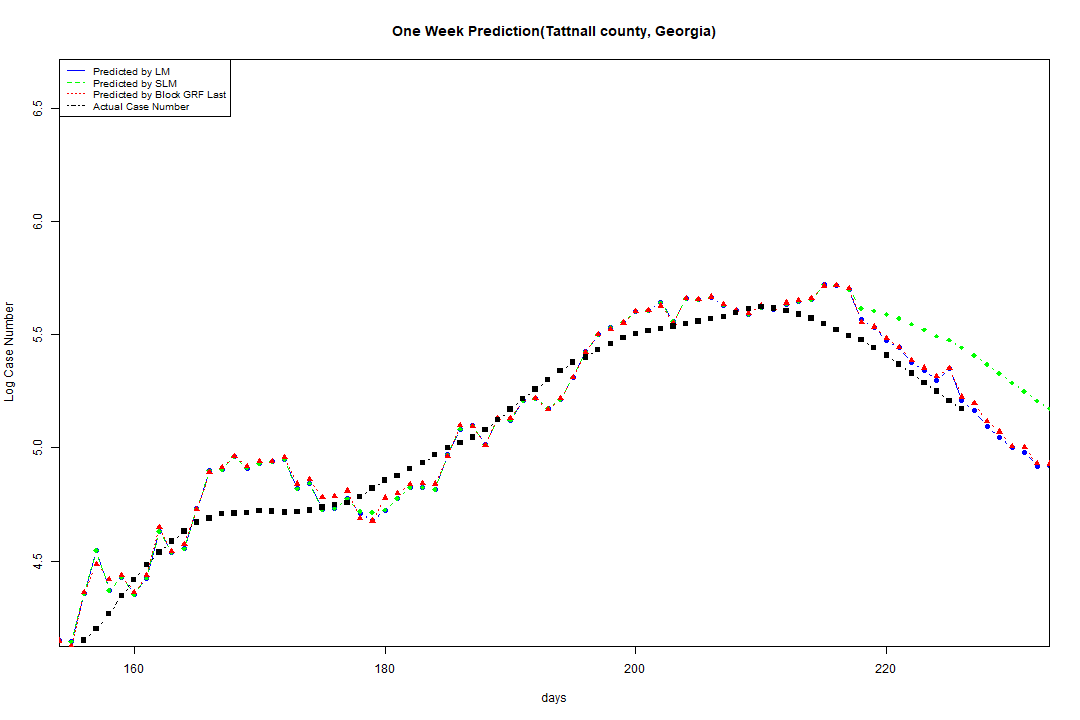 One Week Prediction(Tattnall county, Georgia)
Predicted by LM
Predicted by SLM
Predicted by Block GRF Last
Actual Case Number
6.5
6.0
5.5
5.0
4.5
Log Case Number
160
180
200
220
days